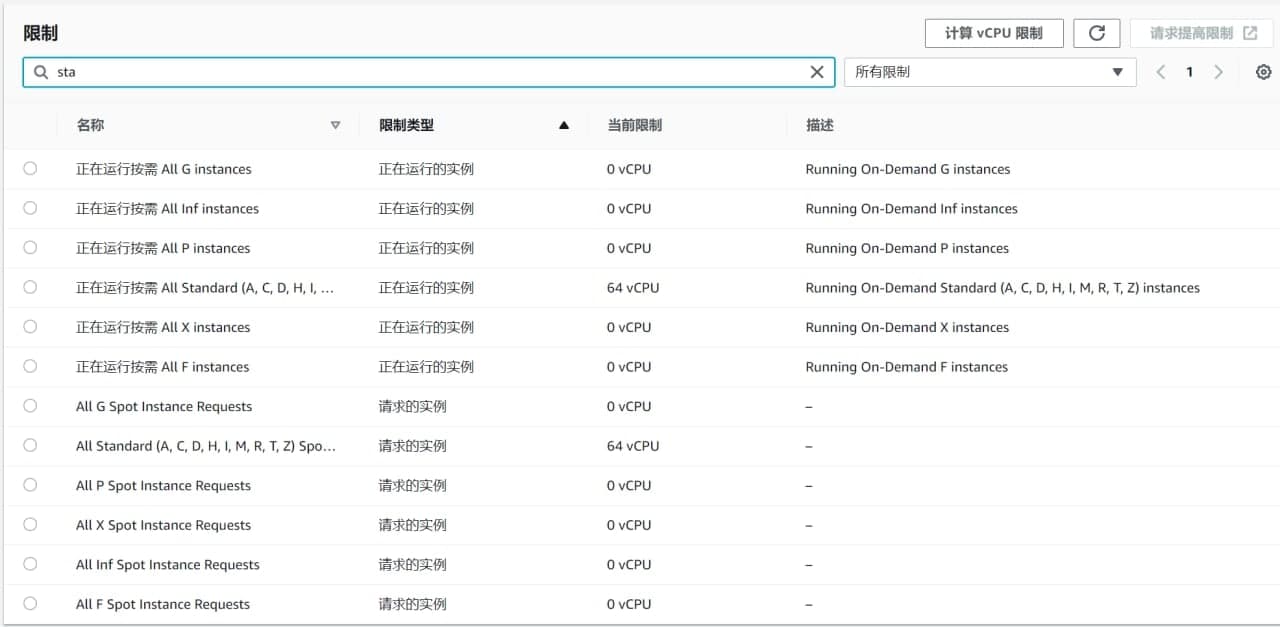 限制
计算 vCPU 限制
请求提高限制
sta
所有限制
1
名称 限制类型 当前限制 描述
正在运行按需 All G instances 正在运行的实例 0 vCPU Running On-Demand G instances
正在运行按需 All Inf instances 正在运行的实例 0 vCPU Running On-Demand Inf instances
正在运行按需 All P instances 正在运行的实例 0 vCPU Running On-Demand P instances
正在运行按需 All Standard (A, C, D, H, I, ... 正在运行的实例 64 vCPU Running On-Demand Standard (A, C, D, H, I, M, R, T, Z) instances
正在运行按需 All X instances 正在运行的实例 0 vCPU Running On-Demand X instances
正在运行按需 All F instances 正在运行的实例 0 vCPU Running On-Demand F instances
All G Spot Instance Requests 请求的实例 0 vCPU –
All Standard (A, C, D, H, I, M, R, T, Z) Spo... 请求的实例 64 vCPU –
All P Spot Instance Requests 请求的实例 0 vCPU –
All X Spot Instance Requests 请求的实例 0 vCPU –
All Inf Spot Instance Requests 请求的实例 0 vCPU –
All F Spot Instance Requests 请求的实例 0 vCPU –